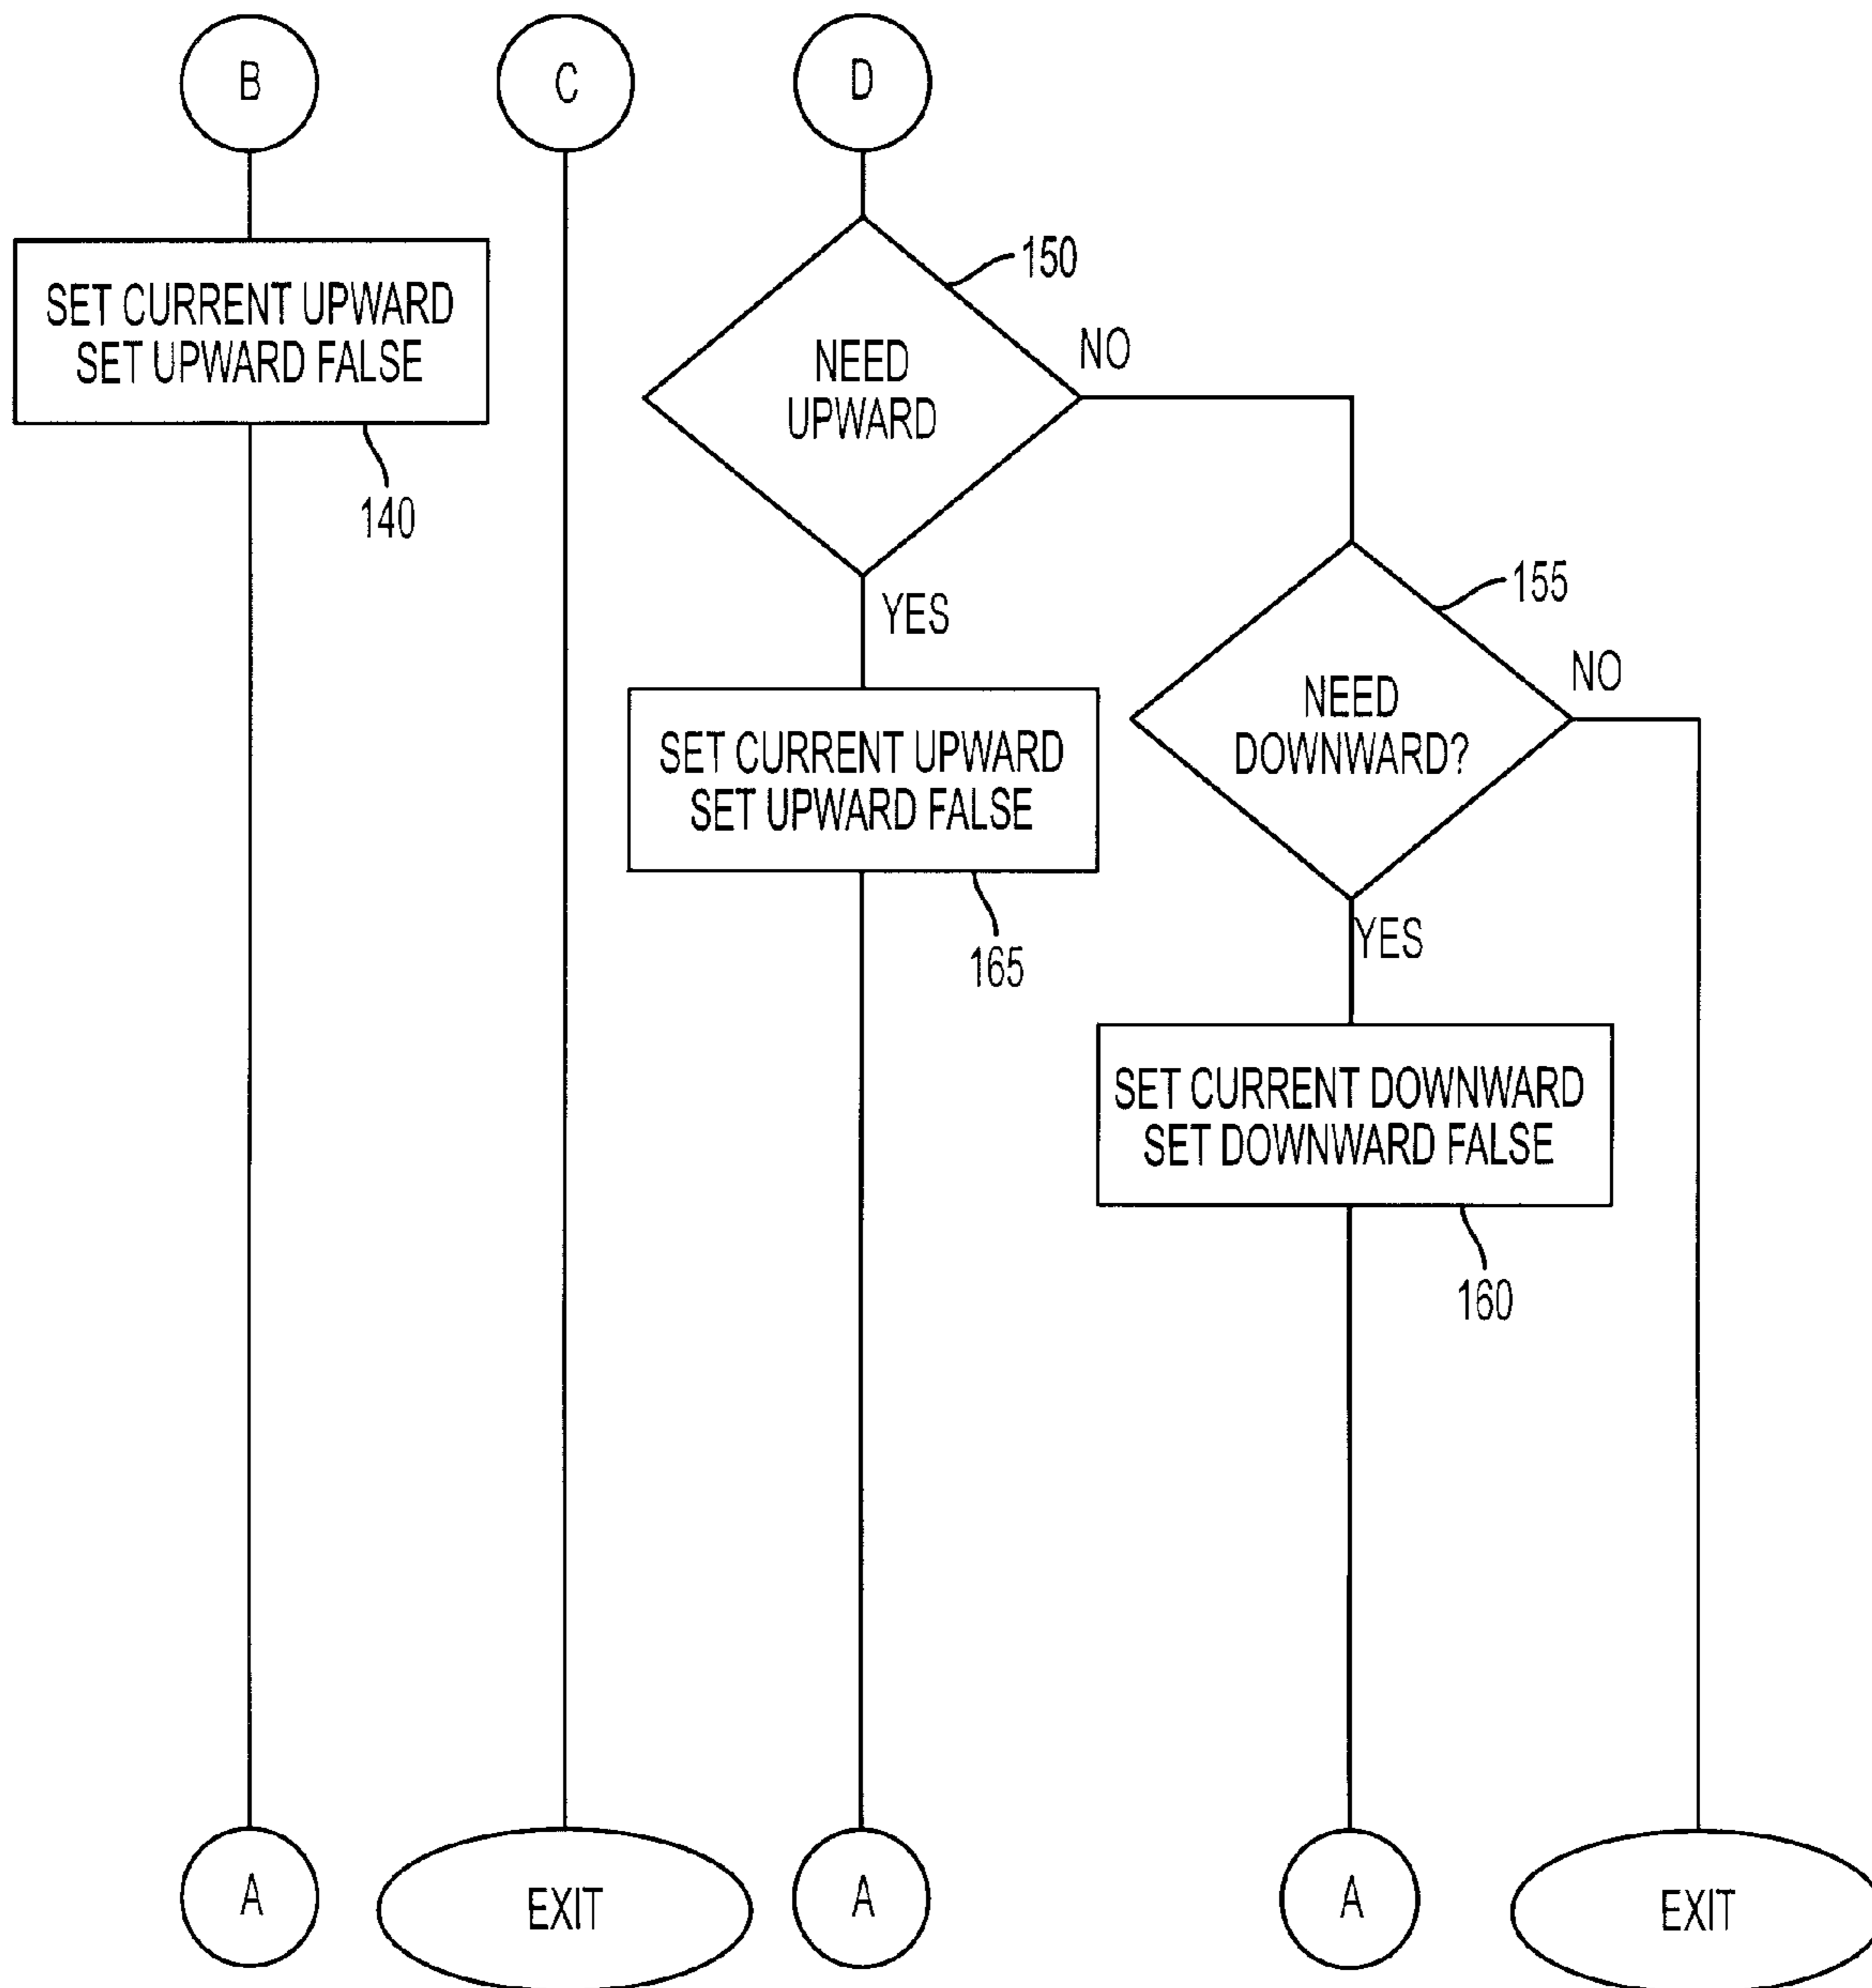 B
C
D
SET CURRENT UPWARD
SET UPWARD FALSE
140
150
NEED
UPWARD
NO
YES
155
NEED
DOWNWARD?
NO
YES
SET CURRENT UPWARD
SET UPWARD FALSE
165
SET CURRENT DOWNWARD
SET DOWNWARD FALSE
160
A
EXIT
A
A
EXIT